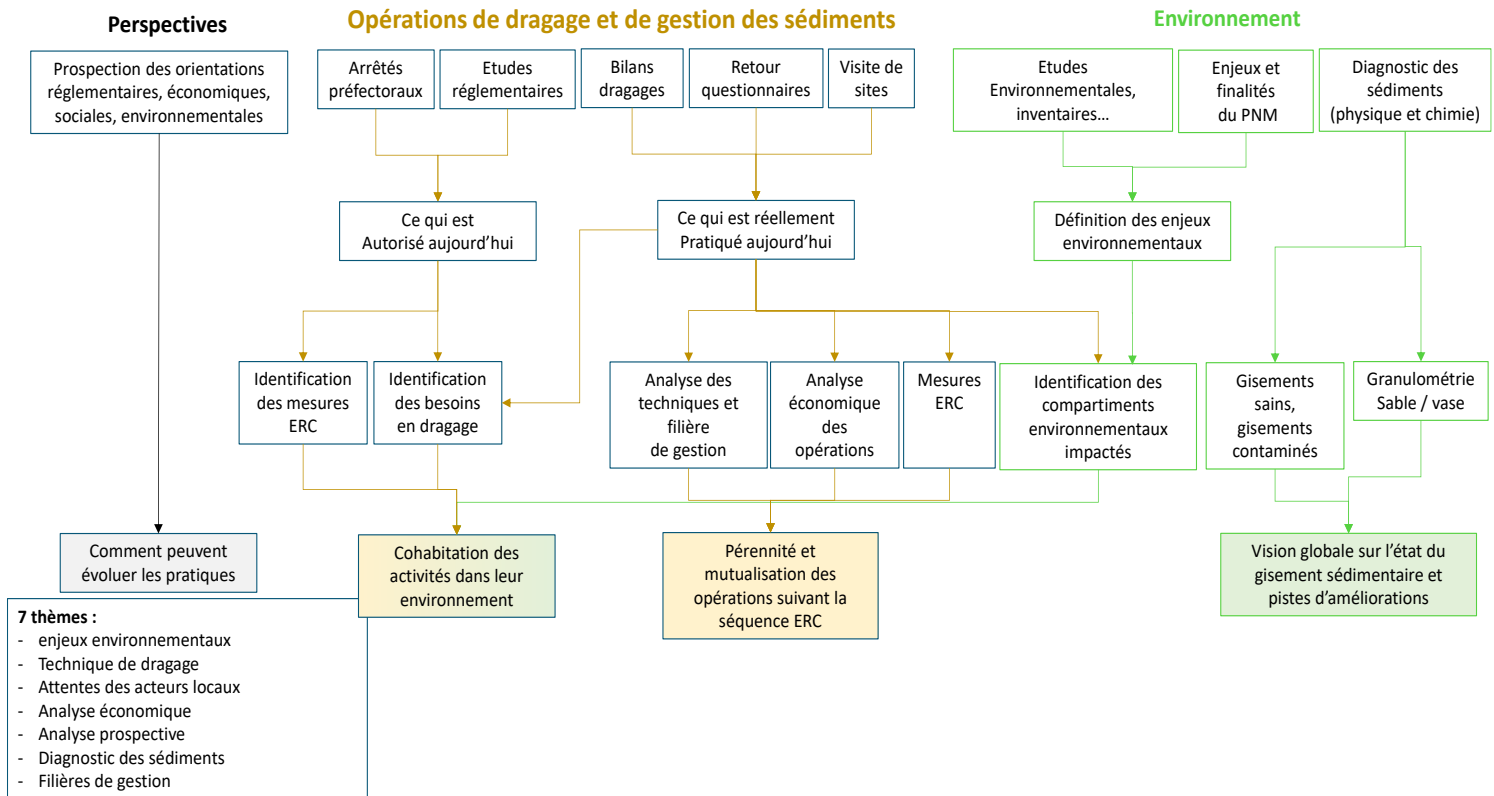 Perspectives
Opérations de dragage et de gestion des sédiments
Environnement
Prospection des orientations
réglementaires, économiques,
sociales, environnementales
Arrêtés
préfectoraux
Etudes
réglementaires
Bilans
dragages
Retour
questionnaires
Visite de
sites
Etudes
Environnementales,
inventaires…
Enjeux et
finalités
du PNM
Diagnostic des
sédiments
(physique et chimie)
Ce qui est
Autorisé aujourd’hui
Ce qui est réellement
Pratiqué aujourd’hui
Définition des enjeux
environnementaux
Identification
des mesures
ERC
Identification
des besoins
en dragage
Analyse des
techniques et
filière
de gestion
Analyse
économique
des
opérations
Mesures
ERC
Identification des
compartiments
environnementaux
impactés
Gisements
sains,
gisements
contaminés
Granulométrie
Sable / vase
Comment peuvent
évoluer les pratiques
Cohabitation des
activités dans leur
environnement
Pérennité et
mutualisation des
opérations suivant la
séquence ERC
Vision globale sur l’état du
gisement sédimentaire et
pistes d’améliorations
7 thèmes :
- enjeux environnementaux
- Technique de dragage
- Attentes des acteurs locaux
- Analyse économique
- Analyse prospective
- Diagnostic des sédiments
- Filières de gestion